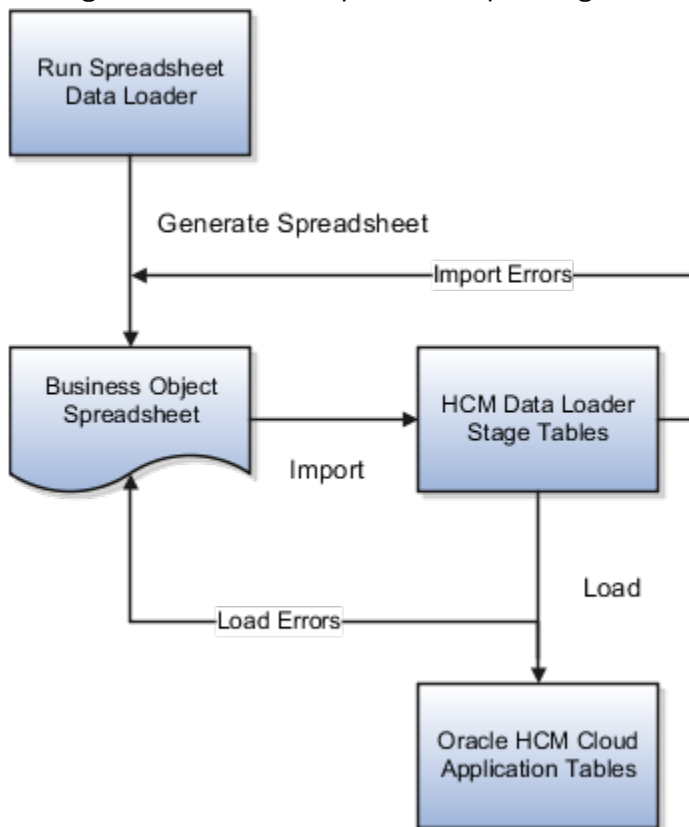 Run Spreadsheet
Data Loader
Generate Spreadsheet
Import Errors
Business Object
Spreadsheet
HCM Data Loader
Stage Tables
Import
Load
Load Errors
Oracle HCM Cloud
Application Tables